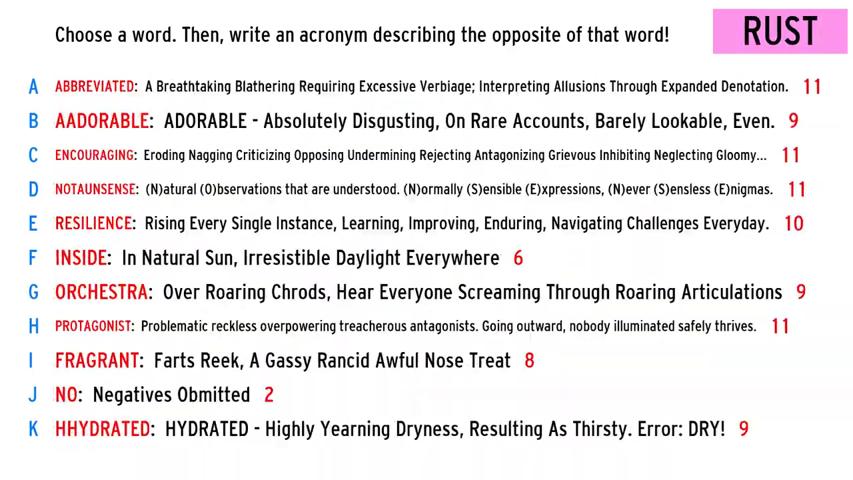 Choose a word. Then, write an acronym describing the opposite of that word!
RUST
A ABBREVIATED: A Breathtaking Blathering Requiring Excessive Verbiage; Interpreting Allusions Through Expanded Denotation. 11
B AADORABLE: ADORABLE - Absolutely Disgusting, On Rare Accounts, Barely Lookable, Even. 9
C ENCOURAGING: Eroding Nagging Criticizing Opposing Undermining Rejecting Antagonizing Grievous Inhibiting Neglecting Gloomy... 11
D NOTAUNSENSE: (N)atural (O)bservations that are understood. (N)ormally (S)ensible (E)xpressions, (N)ever (S)ensless (E)nigmas. 11
E RESILIENCE: Rising Every Single Instance, Learning, Improving, Enduring, Navigating Challenges Everyday. 10
F INSIDE: In Natural Sun, Irresistible Daylight Everywhere 6
G ORCHESTRA: Over Roaring Chrods, Hear Everyone Screaming Through Roaring Articulations 9
H PROTAGONIST: Problematic reckless overpowering treacherous antagonists. Going outward, nobody illuminated safely thrives. 11
I FRAGRANT: Farts Reek, A Gassy Rancid Awful Nose Treat 8
J NO: Negatives Obmitted 2
K HHYDRATED: HYDRATED - Highly Yearning Dryness, Resulting As Thirsty. Error: DRY! 9